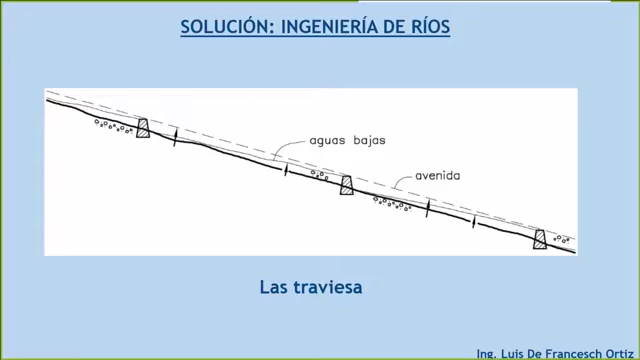 SOLUCIÓN: INGENIERÍA DE RÍOS
aguas bajas
avenida
Las traviesa
Ing. Luis De Francesch Ortiz